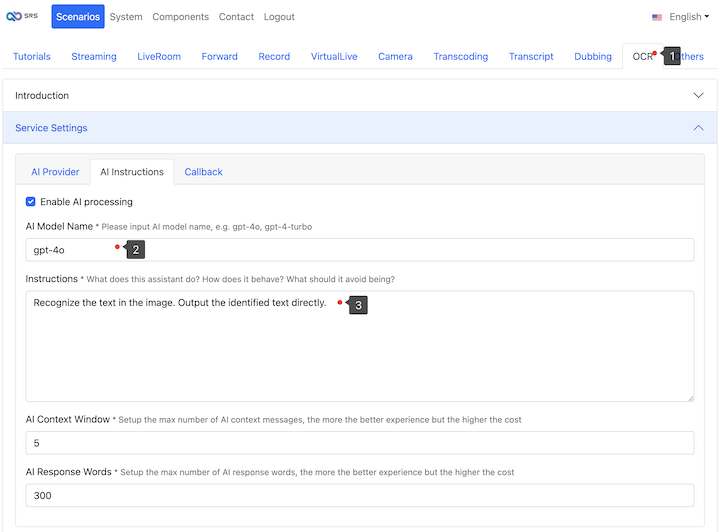 SRS Scenarios System Components Contact Logout English
Tutorials Streaming LiveRoom Forward Record VirtualLive Camera Transcoding Transcript Dubbing OCR 1 thers
Introduction
Service Settings
AI Provider AI Instructions Callback
Enable AI processing
AI Model Name * Please input AI model name, e.g. gpt-4o, gpt-4-turbo
gpt-4o 2
Instructions * What does this assistant do? How does it behave? What should it avoid being?
Recognize the text in the image. Output the identified text directly. 3
AI Context Window * Setup the max number of AI context messages, the more the better experience but the higher the cost
5
AI Response Words * Setup the max number of AI response words, the more the better experience but the higher the cost
300